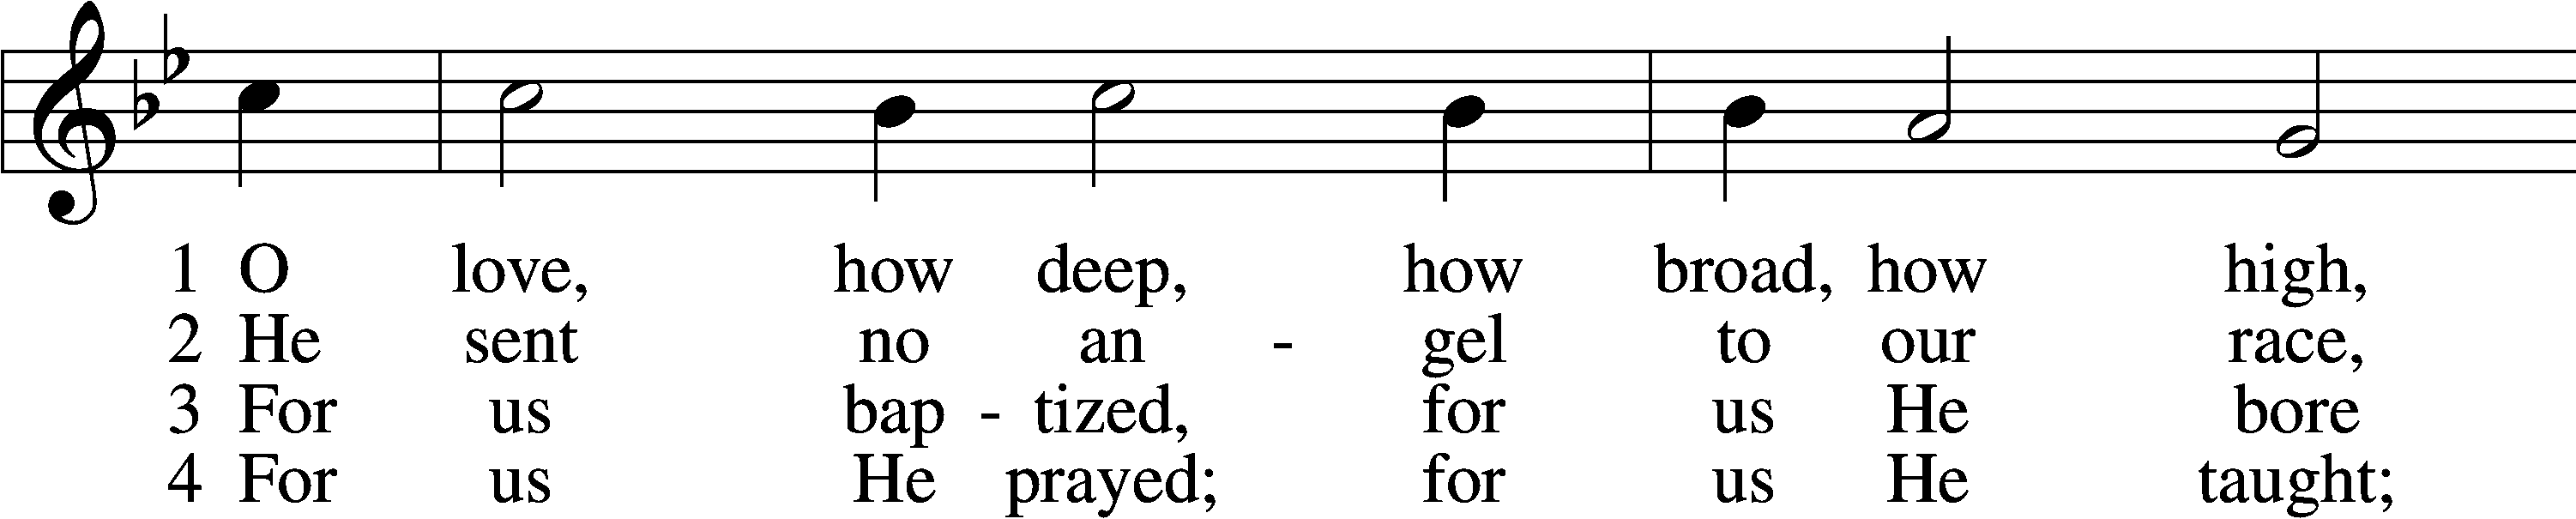 1 O love, how deep, how broad, how high,
2 He sent no an - gel to our race,
3 For us bap - tized, for us He bore
4 For us He prayed; for us He taught;